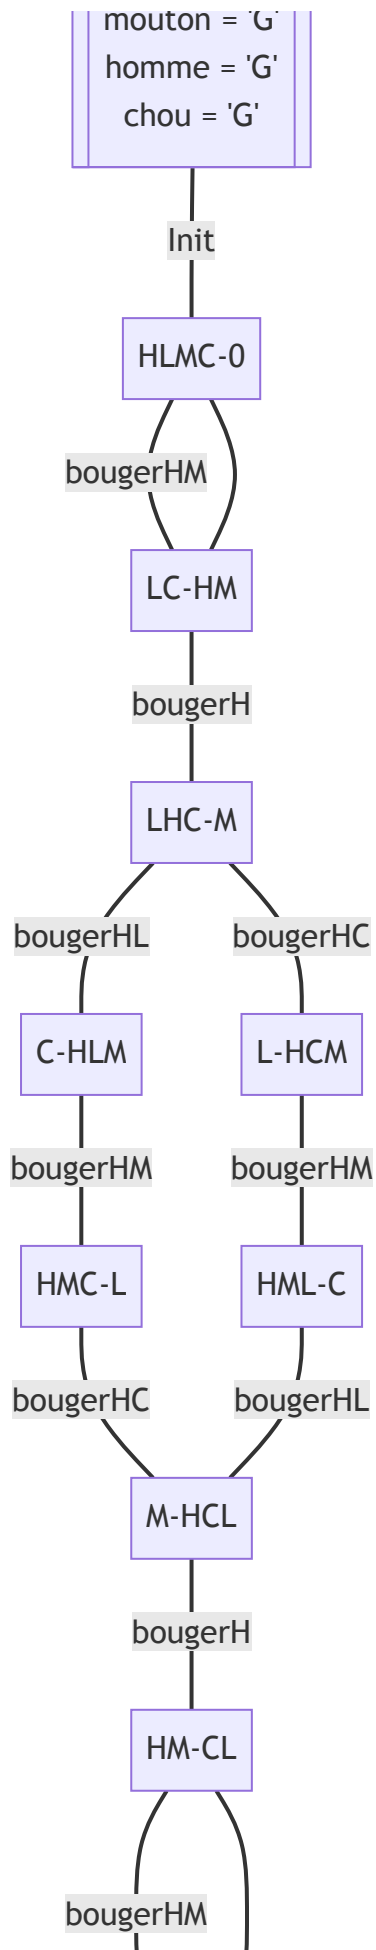 mouton = 'G'
homme = 'G'
chou = 'G'
Init
HLMC-0
bougerHM
LC-HM
bougerH
LHC-M
bougerHL
bougerHC
C-HLM
L-HCM
bougerHM
bougerHM
HMC-L
HML-C
bougerHC
bougerHL
M-HCL
bougerH
HM-CL
bougerHM